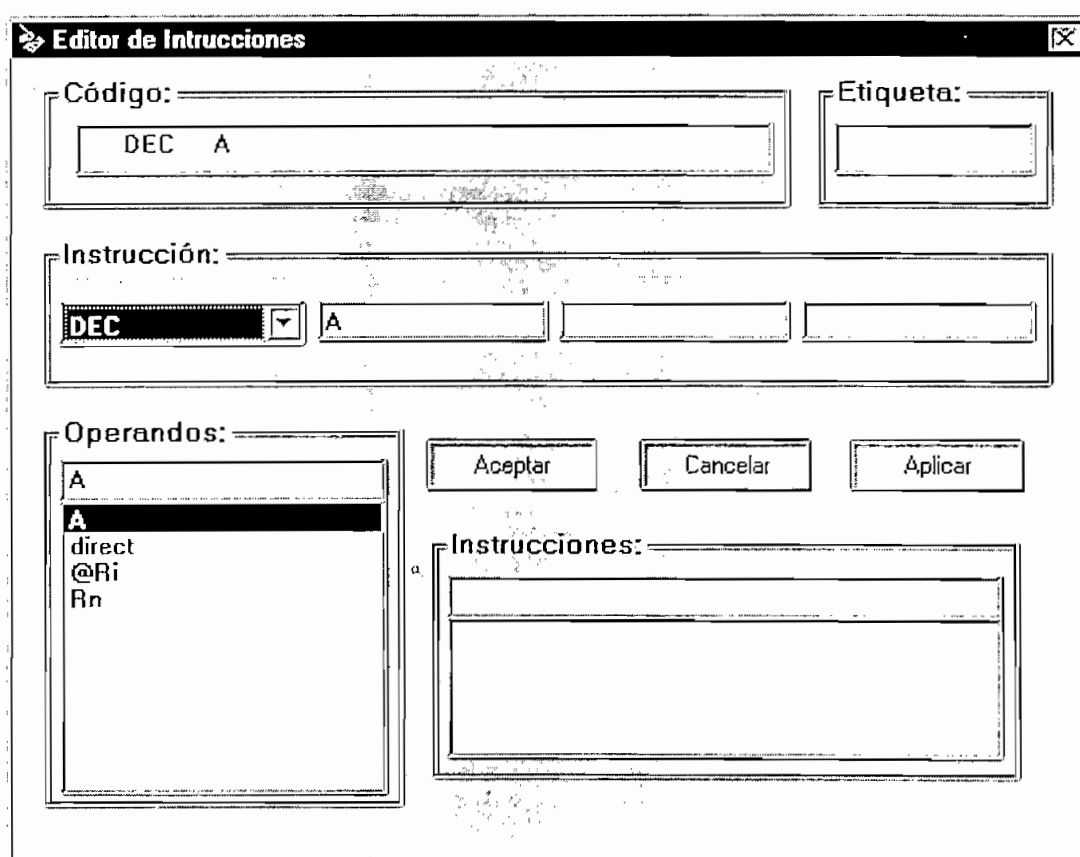 Editor de Intrucciones
Código:
Etiqueta:
DEC A
Instrucción:
DEC
A
Operandos:
Aceptar
Cancelar
Aplicar
A
A
direct
@Ri
Rn
Instrucciones: